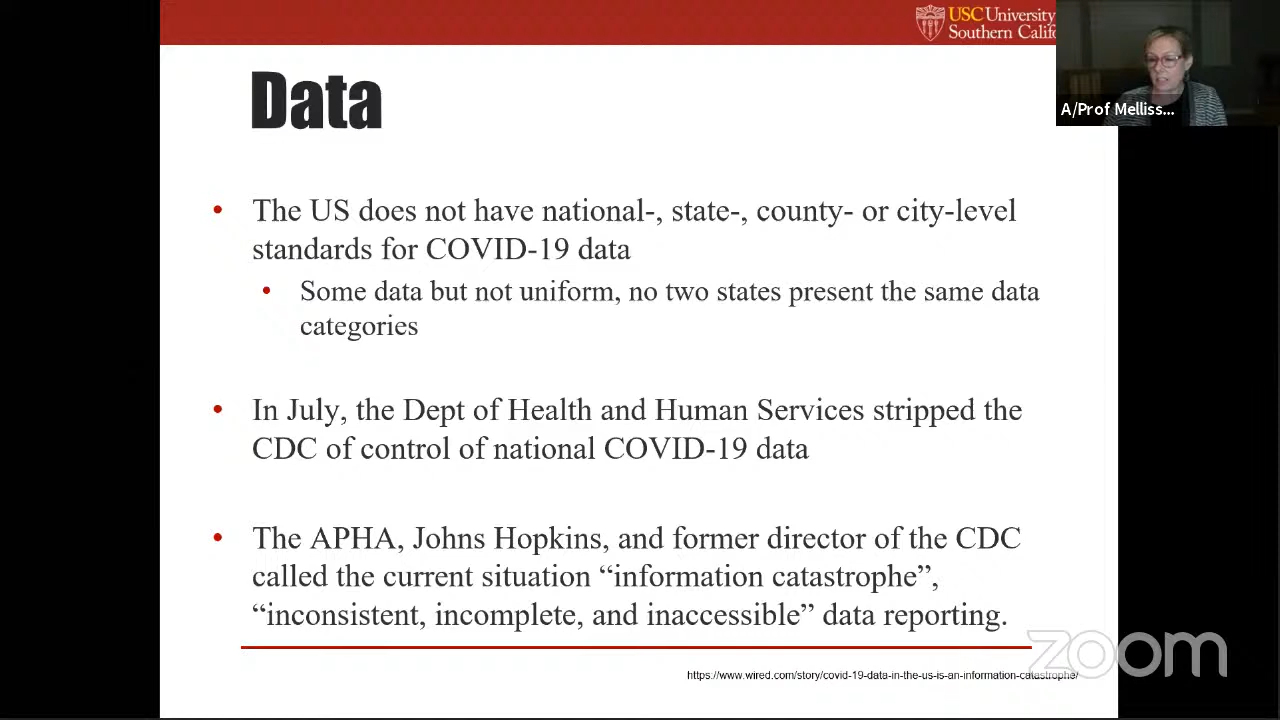 USC University
Southern Califo
A/Prof Melliss...
Data
• The US does not have national-, state-, county- or city-level
standards for COVID-19 data
• Some data but not uniform, no two states present the same data
categories
• In July, the Dept of Health and Human Services stripped the
CDC of control of national COVID-19 data
• The APHA, Johns Hopkins, and former director of the CDC
called the current situation “information catastrophe”,
“inconsistent, incomplete, and inaccessible” data reporting.
zoom
https://www.wired.com/story/covid-19-data-in-the-us-is-an-information-catastrophe/